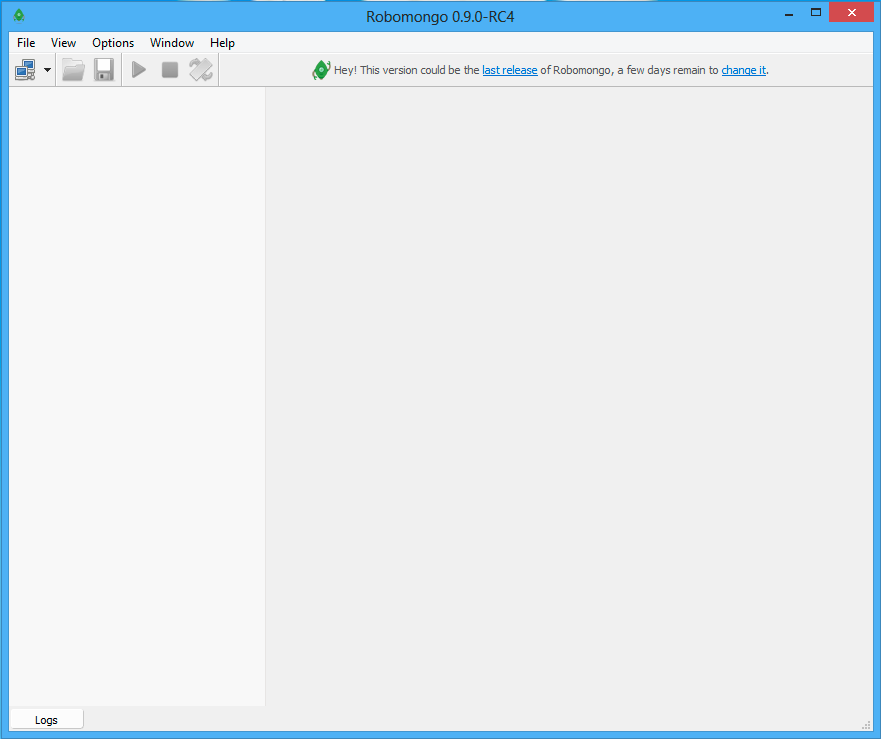 Robomongo 0.9.0-RC4
File View Options Window Help
Hey! This version could be the last release of Robomongo, a few days remain to change it.
Logs